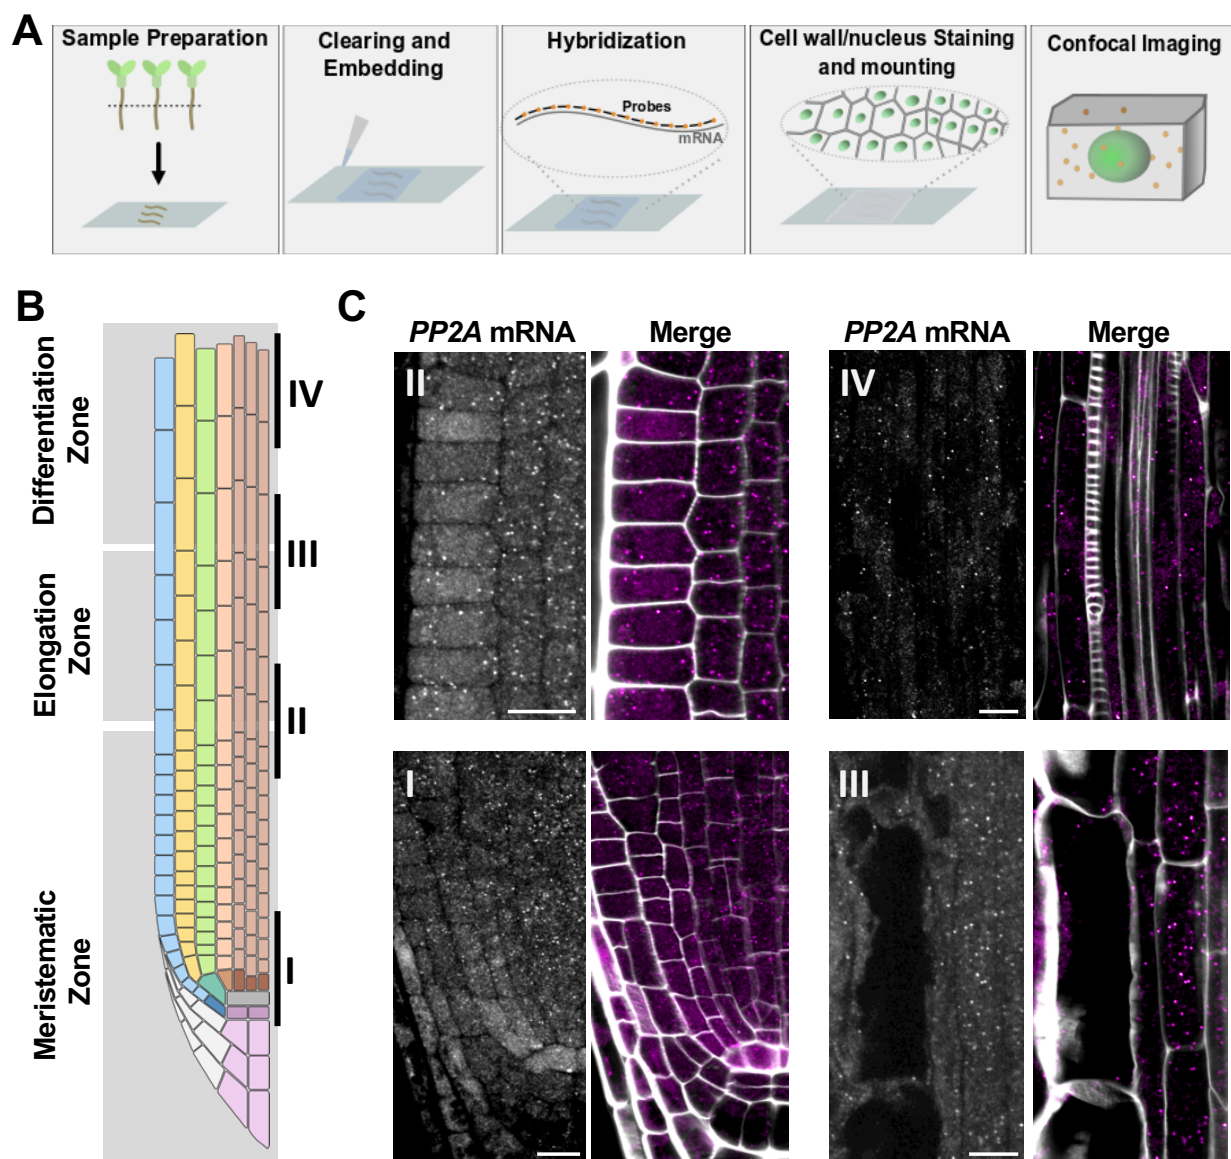 A
Sample Preparation
Clearing and
Embedding
Hybridization
Probes
mRNA
Cell wall/nucleus Staining
and mounting
Confocal Imaging
B
Differentiation
Zone
Elongation
Zone
Meristematic
Zone
IV
III
II
I
C
PP2A mRNA
Merge
PP2A mRNA
Merge
II
IV
I
III